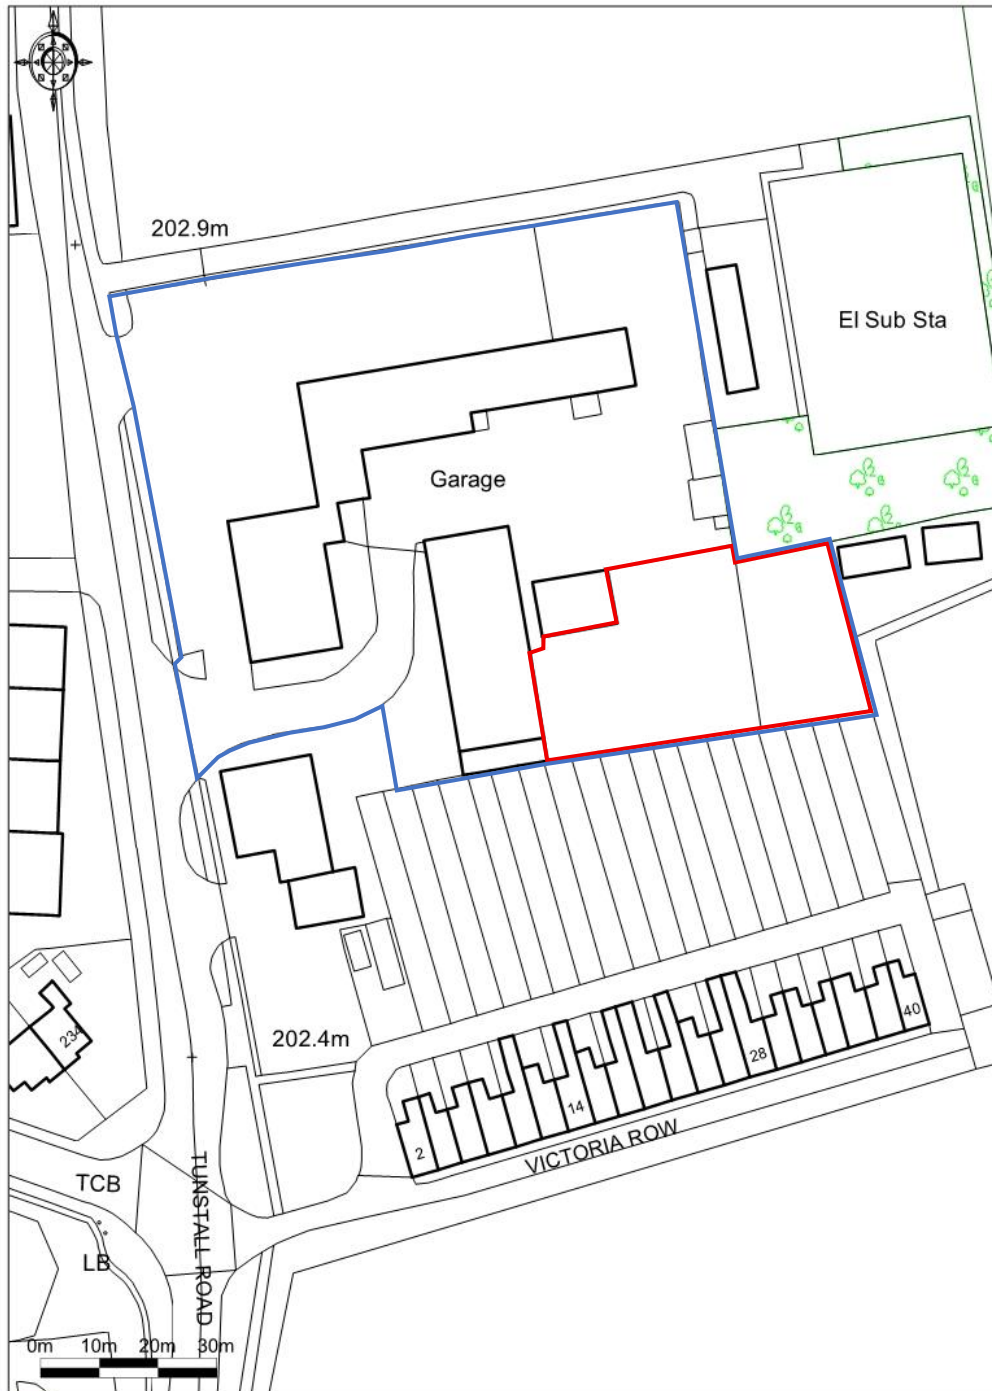 202.9m
El Sub Sta
Garage
234
202.4m
40
28
14
2
VICTORIA ROW
TCB
TUNSTALL ROAD
LB
0m 10m 20m 30m